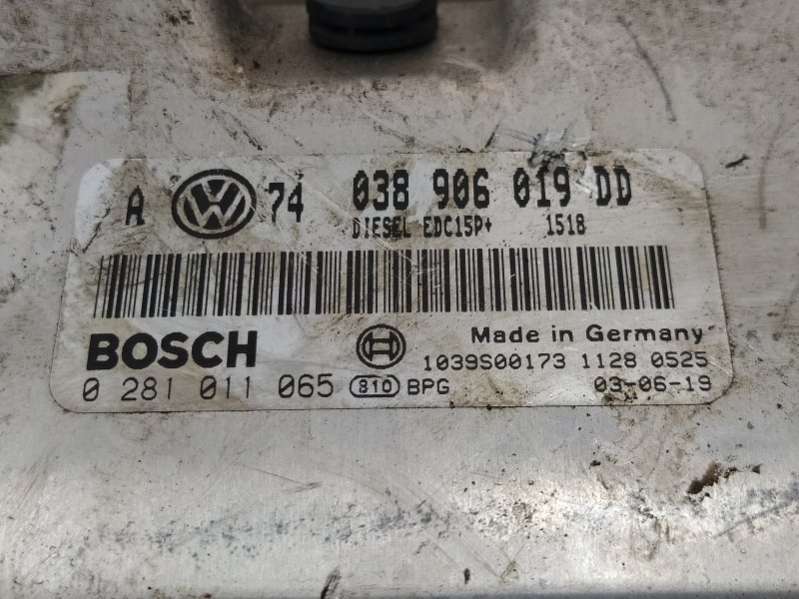 A VW 74 038 906 019 DD
DIESEL EDC15P+ 1518
BOSCH Made in Germany
1039S00173 1128 0525
0 281 011 065 810 BPG 03-06-19